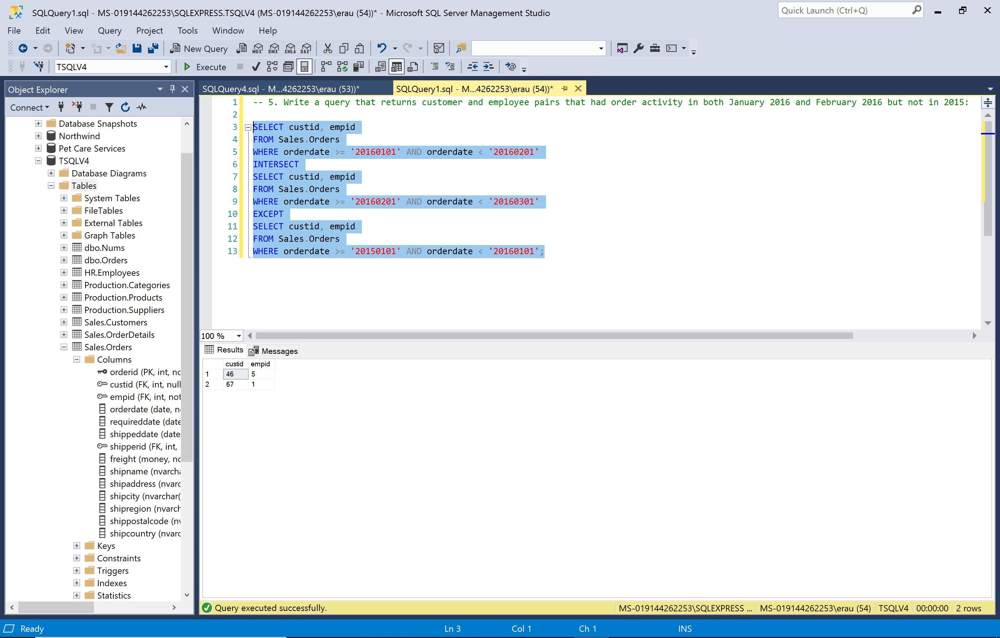 SQLQuery1.sql - MS-019144262253\SQLEXPRESS.TSQLV4 (MS-019144262253\erau (54))* - Microsoft SQL Server Management Studio
Quick Launch (Ctrl+Q)
File Edit View Query Project Tools Window Help
New Query MDX DMX XMLA DAX
TSQLV4 Execute
Object Explorer
Connect
Database Snapshots
Northwind
Pet Care Services
TSQLV4
Database Diagrams
Tables
System Tables
FileTables
External Tables
Graph Tables
dbo.Nums
dbo.Orders
HR.Employees
Production.Categories
Production.Products
Production.Suppliers
Sales.Customers
Sales.OrderDetails
Sales.Orders
Columns
orderid (PK, int, no
custid (FK, int, null
empid (FK, int, not
orderdate (date, n
requireddate (date
shippeddate (date
shipperid (FK, int,
freight (money, no
shipname (nvarcha
shipaddress (nvarc
shipcity (nvarchar(
shipregion (nvarch
shippostalcode (nv
shipcountry (nvarc
Keys
Constraints
Triggers
Indexes
Statistics
SQLQuery4.sql - M...4262253\erau (53))* SQLQuery1.sql - M...4262253\erau (54))*
1 -- 5. Write a query that returns customer and employee pairs that had order activity in both January 2016 and February 2016 but not in 2015:
2
3 SELECT custid, empid
4 FROM Sales.Orders
5 WHERE orderdate >= '20160101' AND orderdate < '20160201'
6 INTERSECT
7 SELECT custid, empid
8 FROM Sales.Orders
9 WHERE orderdate >= '20160201' AND orderdate < '20160301'
10 EXCEPT
11 SELECT custid, empid
12 FROM Sales.Orders
13 WHERE orderdate >= '20150101' AND orderdate < '20160101';
100 %
Results Messages
custid empid
1 46 5
2 67 1
Query executed successfully. MS-019144262253\SQLEXPRESS ... MS-019144262253\erau (54) TSQLV4 00:00:00 2 rows
Ready Ln 3 Col 1 Ch 1 INS